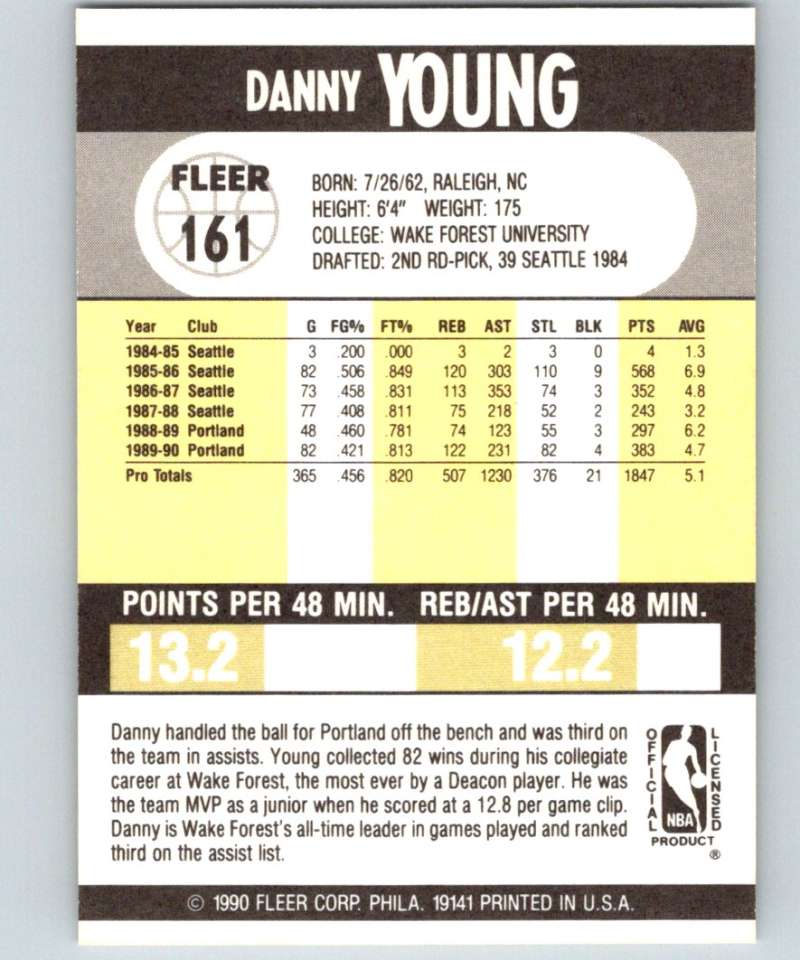 DANNY YOUNG
FLEER
161
BORN: 7/26/62, RALEIGH, NC
HEIGHT: 6'4" WEIGHT: 175
COLLEGE: WAKE FOREST UNIVERSITY
DRAFTED: 2ND RD-PICK, 39 SEATTLE 1984
Year Club G FG% FT% REB AST STL BLK PTS AVG
1984-85 Seattle 3 .200 .000 3 2 3 0 4 1.3
1985-86 Seattle 82 .506 .849 120 303 110 9 568 6.9
1986-87 Seattle 73 .458 .831 113 353 74 3 352 4.8
1987-88 Seattle 77 .408 .811 75 218 52 2 243 3.2
1988-89 Portland 48 .460 .781 74 123 55 3 297 6.2
1989-90 Portland 82 .421 .813 122 231 82 4 383 4.7
Pro Totals 365 .456 .820 507 1230 376 21 1847 5.1
POINTS PER 48 MIN. REB/AST PER 48 MIN.
13.2 12.2
Danny handled the ball for Portland off the bench and was third on
the team in assists. Young collected 82 wins during his collegiate
career at Wake Forest, the most ever by a Deacon player. He was
the team MVP as a junior when he scored at a 12.8 per game clip.
Danny is Wake Forest's all-time leader in games played and ranked
third on the assist list.
OFFICIAL
NBA
LICENSED
PRODUCT
®
© 1990 FLEER CORP. PHILA. 19141 PRINTED IN U.S.A.